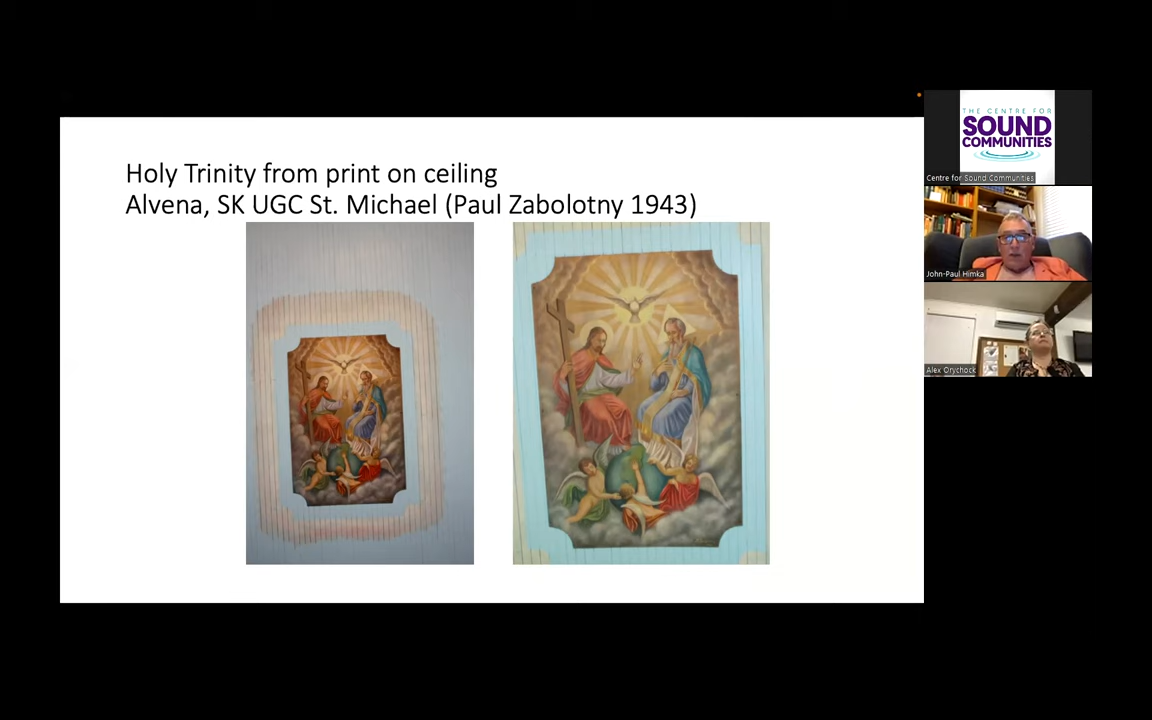 Holy Trinity from print on ceiling
Alvena, SK UGC St. Michael (Paul Zabolotny 1943)
THE CENTRE FOR
SOUND
COMMUNITIES
Centre for Sound Communities
John-Paul Himka
Alex Orychock